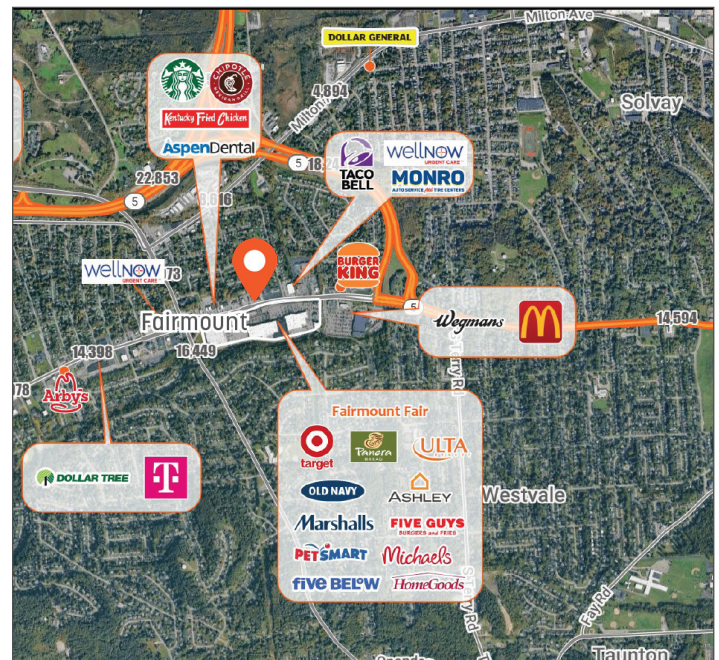 Milton Ave
DOLLAR GENERAL
4,894
Milton
Solvay
CHIPOTLE
Kentucky Fried Chicken
AspenDental
5
TACO
BELL
WellNow
URGENT CARE
MONRO
AUTO SERVICE AND TIRE CENTERS
22,853
5
WellNow
URGENT CARE
73
BURGER
KING
Fairmount
5
Wegmans
14,594
14,398
16,449
78
Arby's
Fairmount Fair
target
Panera
BREAD
ULTA
DOLLAR TREE
T
OLD NAVY
ASHLEY
Westvale
Marshalls
FIVE GUYS
BURGERS and FRIES
PETSMART
Michaels
five BELOW
HomeGoods
Fay Rd
Taunton